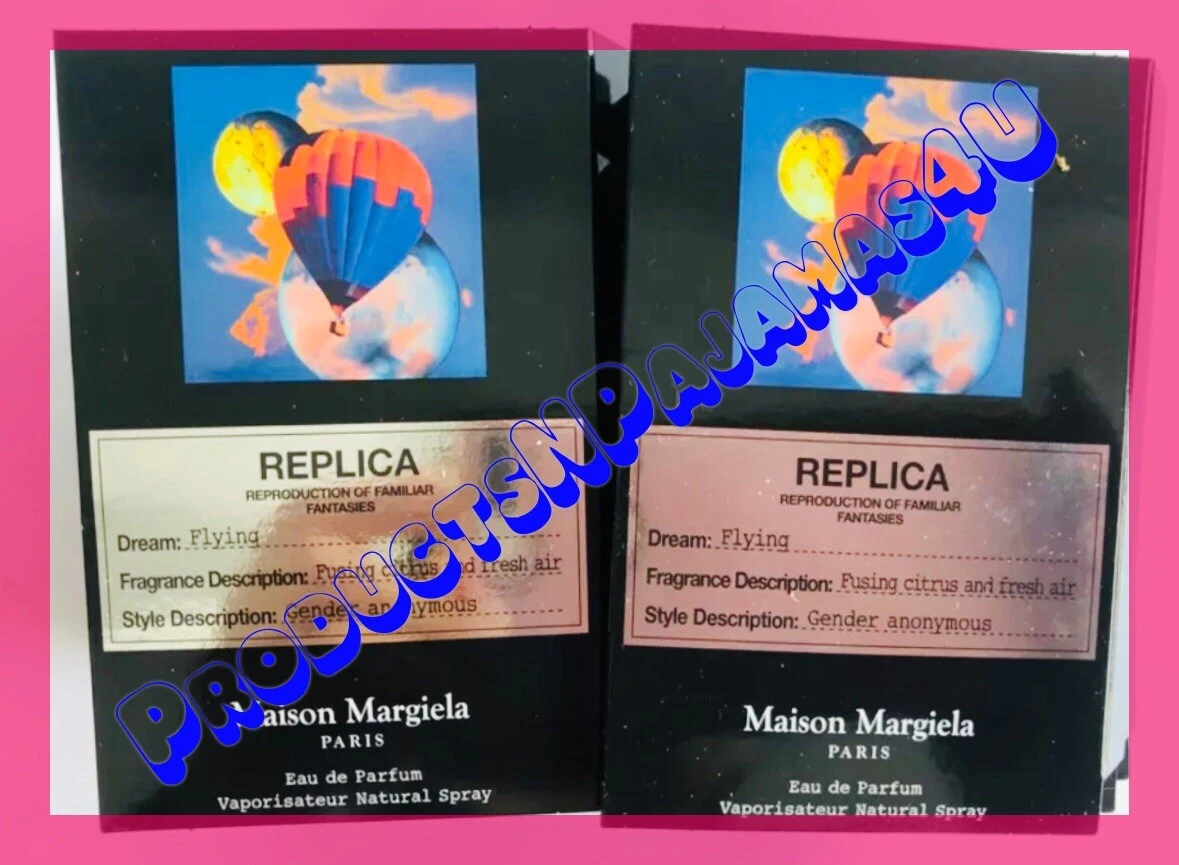 REPLICA
REPRODUCTION OF FAMILIAR
FANTASIES
Dream: Flying
Fragrance Description: Fusing citrus and fresh air
Style Description: Gender anonymous
Maison Margiela
PARIS
Eau de Parfum
Vaporisateur Natural Spray
REPLICA
REPRODUCTION OF FAMILIAR
FANTASIES
Dream: Flying
Fragrance Description: Fusing citrus and fresh air
Style Description: Gender anonymous
Maison Margiela
PARIS
Eau de Parfum
Vaporisateur Natural Spray
ProductsNPajamas4U